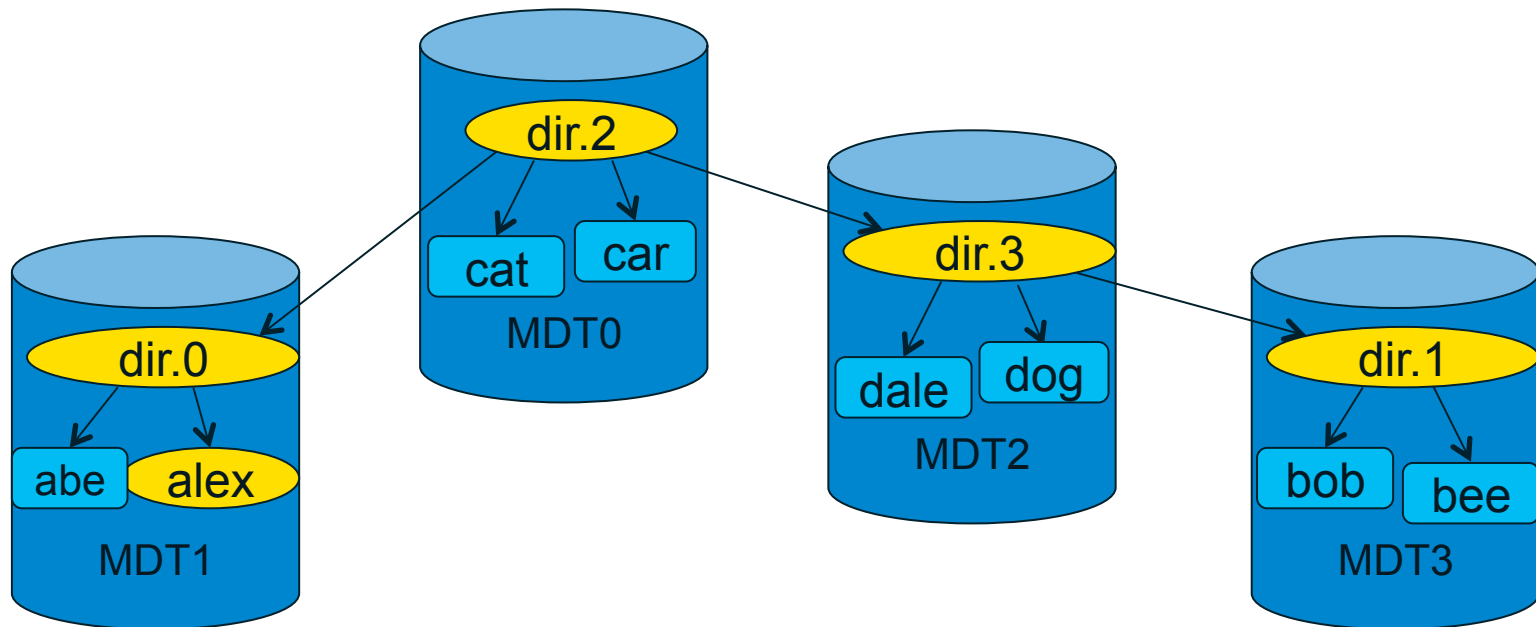 dir.2
cat
car
MDT0
dir.3
dale
dog
MDT2
dir.0
abe
alex
MDT1
dir.1
bob
bee
MDT3